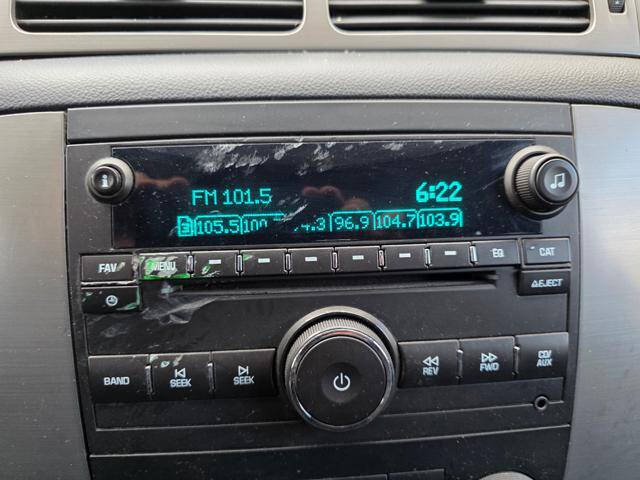 FM 101.5 6:22
105.5 96.9 104.7 103.9
FAV MENU EQ CAT
EJECT
BAND SEEK SEEK REV FWD CD/AUX